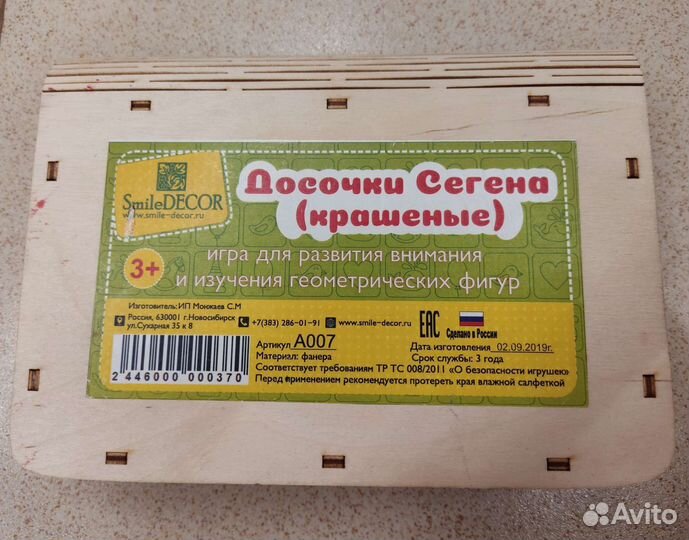 SmileDECOR
www.smile-decor.ru
Досочки Сегена
(крашеные)
3+
игра для развития внимания
и изучения геометрических фигур
Изготовитель: ИП Монжаев С.М
Россия, 630001 г.Новосибирск
ул.Сухарная 35 к 8
+7(383) 286-01-91
www.smile-decor.ru
EAC
Сделано в России
Артикул A007
Дата изготовления 02.09.2019г.
Материал: фанера
Срок службы: 3 года
Соответствует требованиям ТР ТС 008/2011 «О безопасности игрушек»
Перед применением рекомендуется протереть края влажной салфеткой
2 446000 000370
Avito